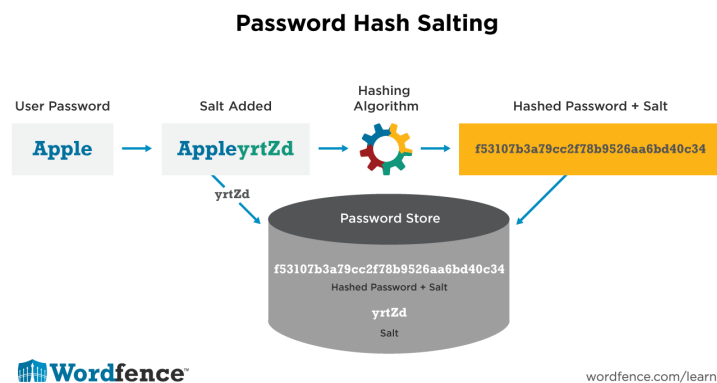 Password Hash Salting
User Password
Salt Added
Hashing
Algorithm
Hashed Password + Salt
Apple
AppleyrtZd
f53107b3a79cc2f78b9526aa6bd40c34
yrtZd
Password Store
f53107b3a79cc2f78b9526aa6bd40c34
Hashed Password + Salt
yrtZd
Salt
Wordfence™
wordfence.com/learn